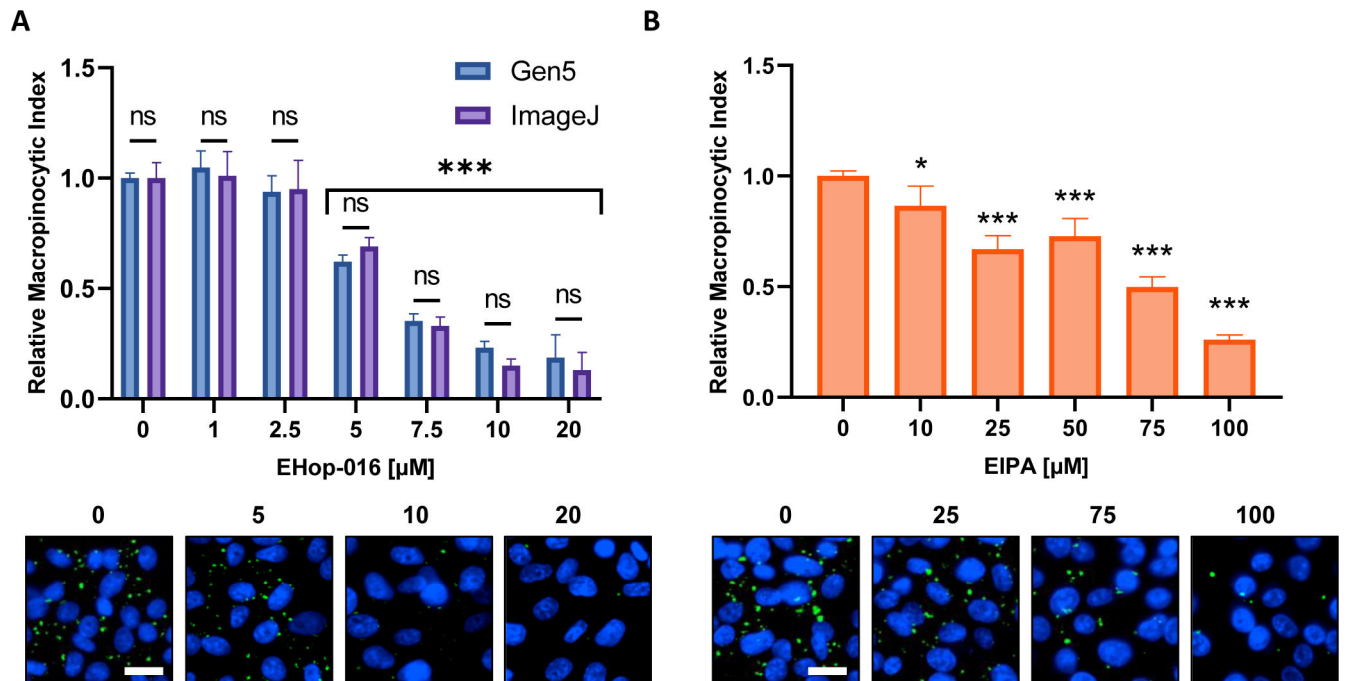 A
Relative Macropinocytic Index
1.5
1.0
0.5
0.0
Gen5
ImageJ
ns ns ns
***
ns
ns
ns
ns
0 1 2.5 5 7.5 10 20
EHop-016 [µM]
0 5 10 20
B
Relative Macropinocytic Index
1.5
1.0
0.5
0.0
*
***
***
***
***
0 10 25 50 75 100
EIPA [µM]
0 25 75 100